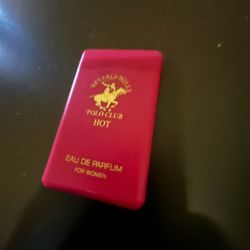 BEVERLY HILLS
POLO CLUB
HOT
EAU DE PARFUM
FOR WOMEN